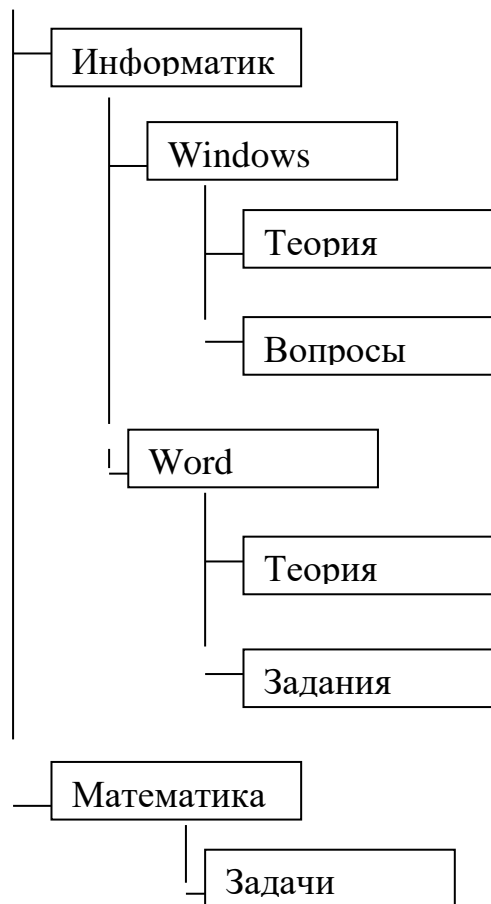 Информатик
Windows
Теория
Вопросы
Word
Теория
Задания
Математика
Задачи